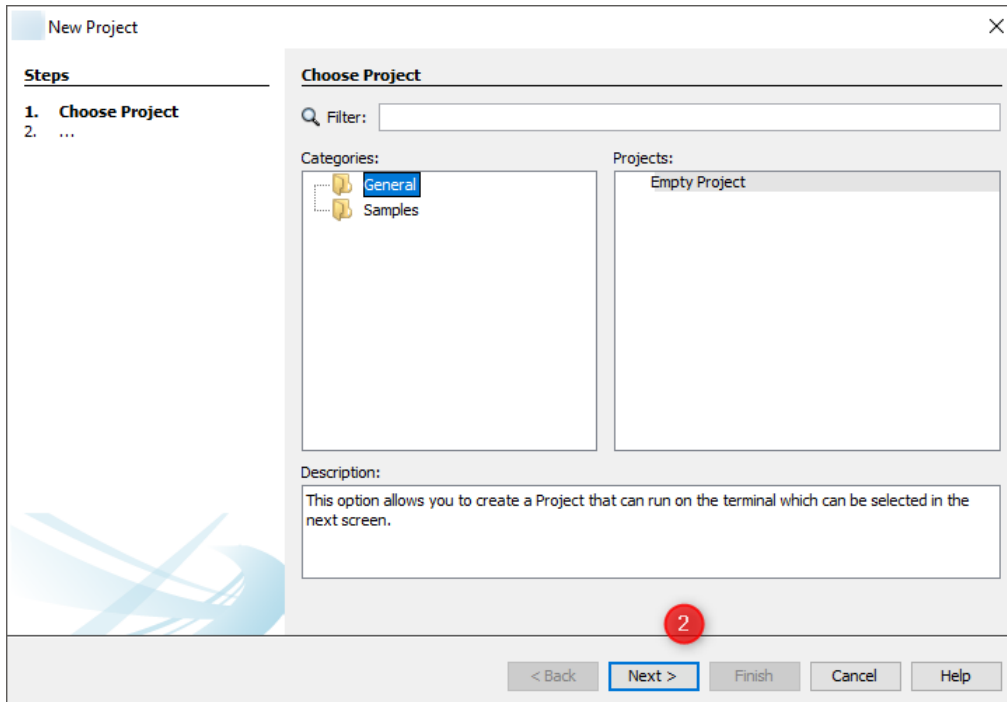 New Project
Steps
1. Choose Project
2. ...
Choose Project
Filter:
Categories:
General
Samples
Projects:
Empty Project
Description:
This option allows you to create a Project that can run on the terminal which can be selected in the
next screen.
2
< Back
Next >
Finish
Cancel
Help